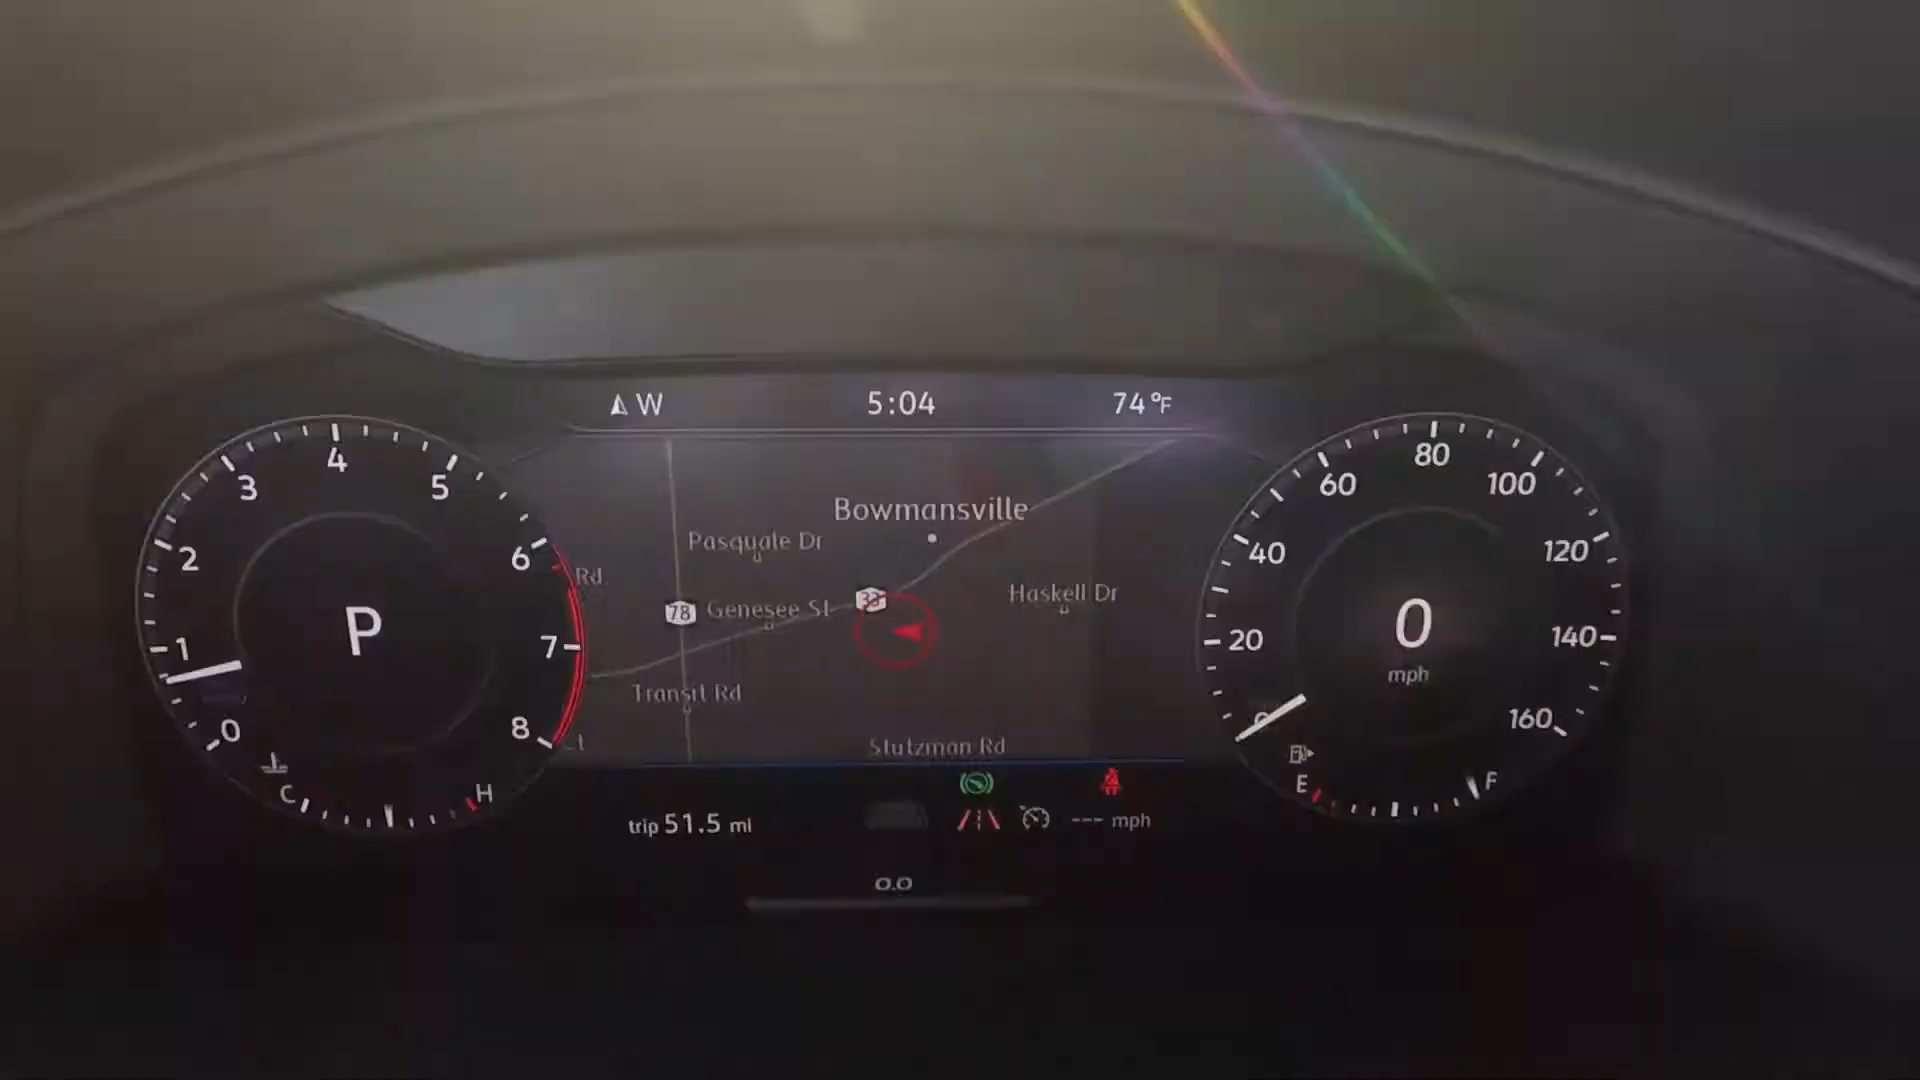 W 5:04 74°F
0 1 2 3 4 5 6 7 8
P
C H
Bowmansville
Pasquale Dr
Rd
Haskell Dr
78 Genesee St 33
Transit Rd
Ct
Stutzman Rd
0 20 40 60 80 100 120 140 160
0
mph
E F
trip 51.5 mi
--- mph
0.0